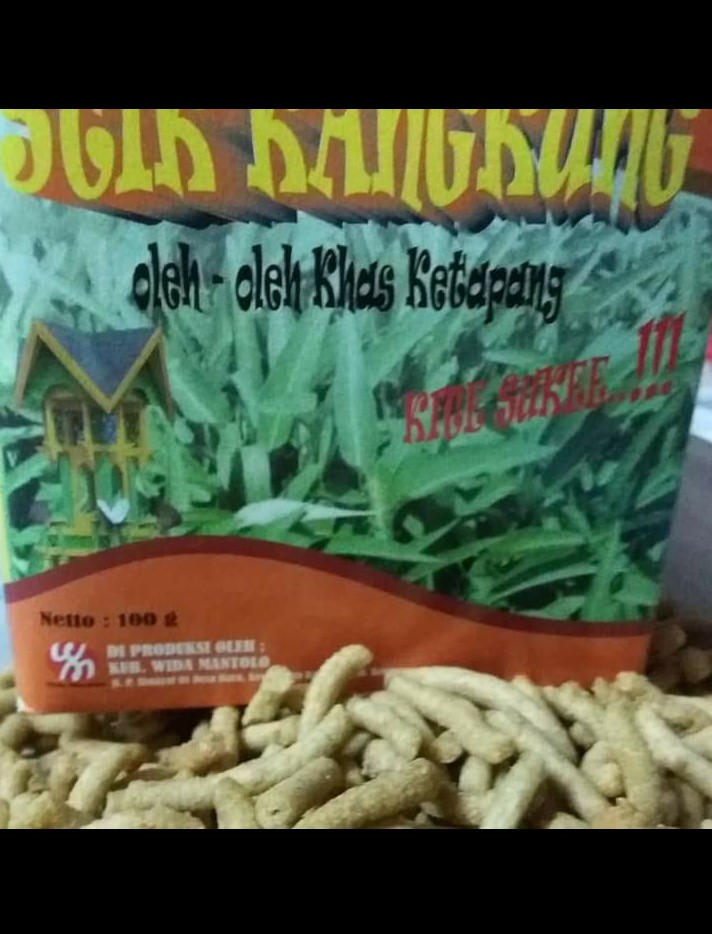 STIK KANGKUNG
oleh - oleh Khas Ketapang
KITE SUKEE..!!!
Netto : 100 g
DI PRODUKSI OLEH :
KUB. WIDA MANTOLO